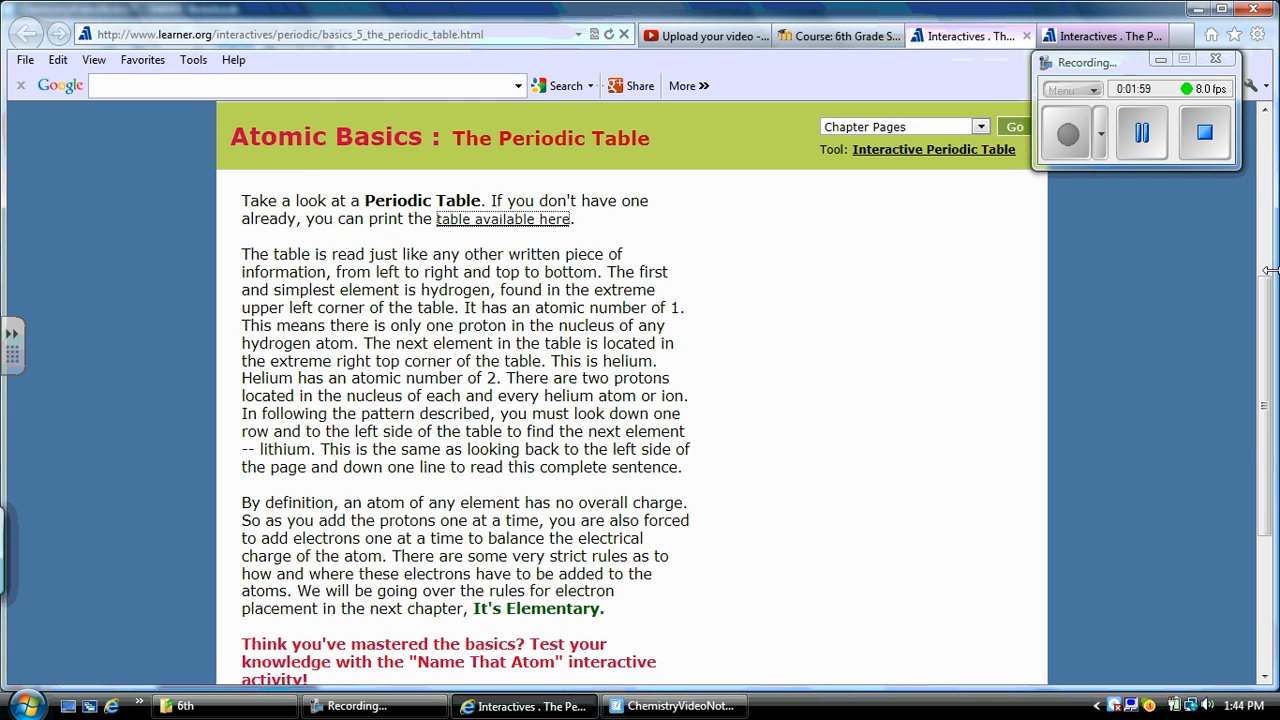 http://www.learner.org/interactives/periodic/basics_5_the_periodic_table.html
Upload your video -...
Course: 6th Grade S...
Interactives . Th...
Interactives . The P...
File Edit View Favorites Tools Help
Recording...
Google
Search
Share
More »
Menu
0:01:59
8.0 fps
Atomic Basics : The Periodic Table
Chapter Pages
Go
Tool: Interactive Periodic Table
Take a look at a Periodic Table. If you don't have one
already, you can print the table available here.
The table is read just like any other written piece of
information, from left to right and top to bottom. The first
and simplest element is hydrogen, found in the extreme
upper left corner of the table. It has an atomic number of 1.
This means there is only one proton in the nucleus of any
hydrogen atom. The next element in the table is located in
the extreme right top corner of the table. This is helium.
Helium has an atomic number of 2. There are two protons
located in the nucleus of each and every helium atom or ion.
In following the pattern described, you must look down one
row and to the left side of the table to find the next element
-- lithium. This is the same as looking back to the left side of
the page and down one line to read this complete sentence.
By definition, an atom of any element has no overall charge.
So as you add the protons one at a time, you are also forced
to add electrons one at a time to balance the electrical
charge of the atom. There are some very strict rules as to
how and where these electrons have to be added to the
atoms. We will be going over the rules for electron
placement in the next chapter, It's Elementary.
Think you've mastered the basics? Test your
knowledge with the "Name That Atom" interactive
activity!
6th
Recording...
Interactives . The Pe...
ChemistryVideoNot...
1:44 PM